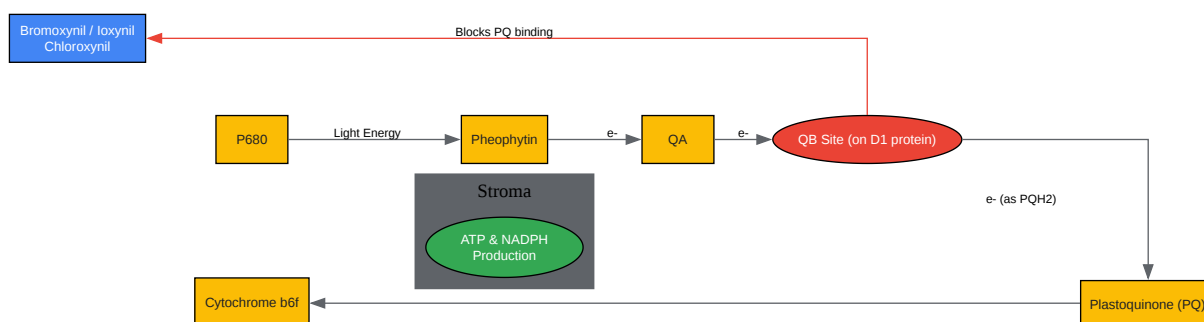 Bromoxynil / Ioxynil
Chloroxynil
Blocks PQ binding
P680
Light Energy
Pheophytin
e-
QA
e-
QB Site (on D1 protein)
Stroma
ATP & NADPH
Production
e- (as PQH2)
Cytochrome b6f
Plastoquinone (PQ)